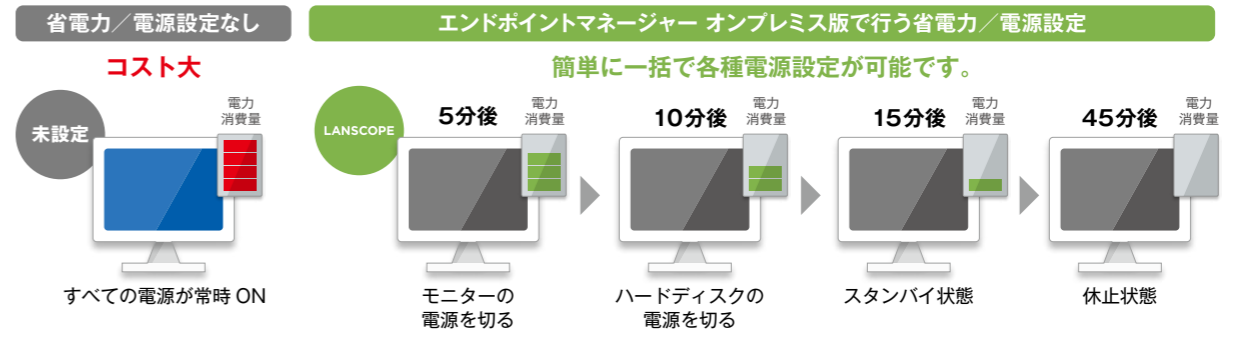 省電力／電源設定なし
コスト大
未設定
電力
消費量
すべての電源が常時 ON
エンドポイントマネージャー オンプレミス版で行う省電力／電源設定
簡単に一括で各種電源設定が可能です。
LANSCOPE
5分後
電力
消費量
モニターの
電源を切る
10分後
電力
消費量
ハードディスクの
電源を切る
15分後
電力
消費量
スタンバイ状態
45分後
電力
消費量
休止状態